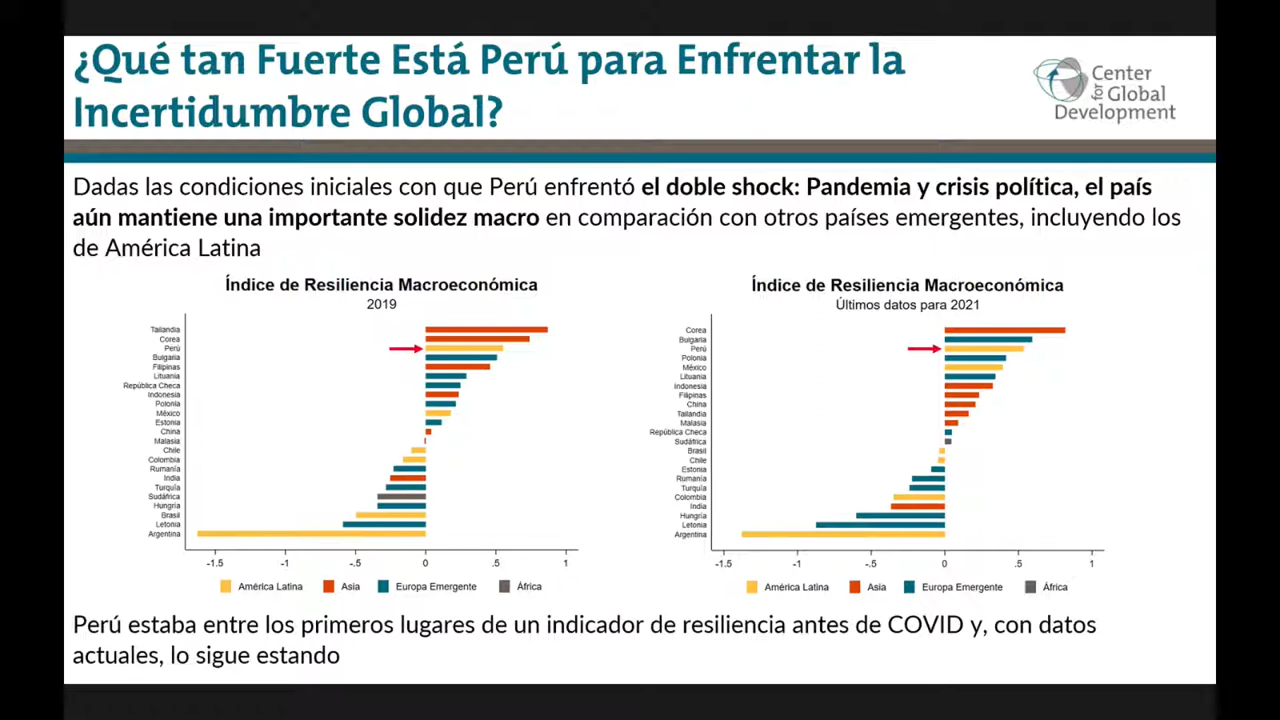 ¿Qué tan Fuerte Está Perú para Enfrentar la
Incertidumbre Global?
Center
for Global
Development
Dadas las condiciones iniciales con que Perú enfrentó el doble shock: Pandemia y crisis política, el país
aún mantiene una importante solidez macro en comparación con otros países emergentes, incluyendo los
de América Latina
Índice de Resiliencia Macroeconómica
2019
Tailandia
Corea
Perú
Bulgaria
Filipinas
Lituania
República Checa
Indonesia
Polonia
México
Estonia
China
Malasia
Chile
Colombia
Rumanía
India
Turquía
Sudáfrica
Hungría
Brasil
Letonia
Argentina
-1.5 -1 -.5 0 .5 1
América Latina Asia Europa Emergente África
Índice de Resiliencia Macroeconómica
Últimos datos para 2021
Corea
Bulgaria
Perú
Polonia
México
Lituania
Indonesia
Filipinas
China
Tailandia
Malasia
República Checa
Sudáfrica
Brasil
Chile
Estonia
Rumanía
Turquía
Colombia
India
Hungría
Letonia
Argentina
-1.5 -1 -.5 0 .5 1
América Latina Asia Europa Emergente África
Perú estaba entre los primeros lugares de un indicador de resiliencia antes de COVID y, con datos
actuales, lo sigue estando